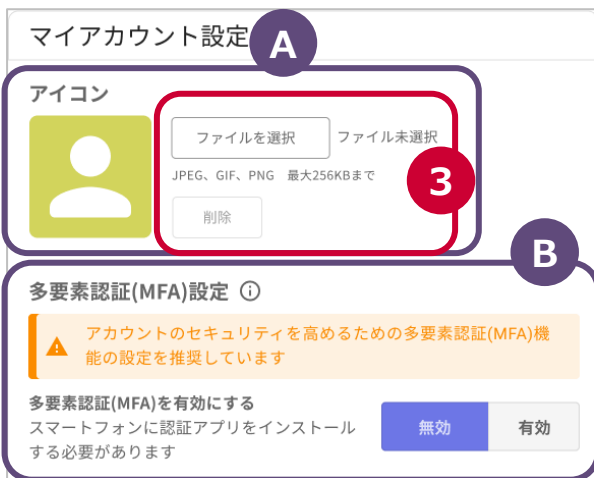 マイアカウント設定
A
アイコン
ファイルを選択 ファイル未選択
JPEG、GIF、PNG 最大256KBまで
3
削除
B
多要素認証(MFA)設定
アカウントのセキュリティを高めるための多要素認証(MFA)機
能の設定を推奨しています
多要素認証(MFA)を有効にする
スマートフォンに認証アプリをインストール
する必要があります
無効 有効